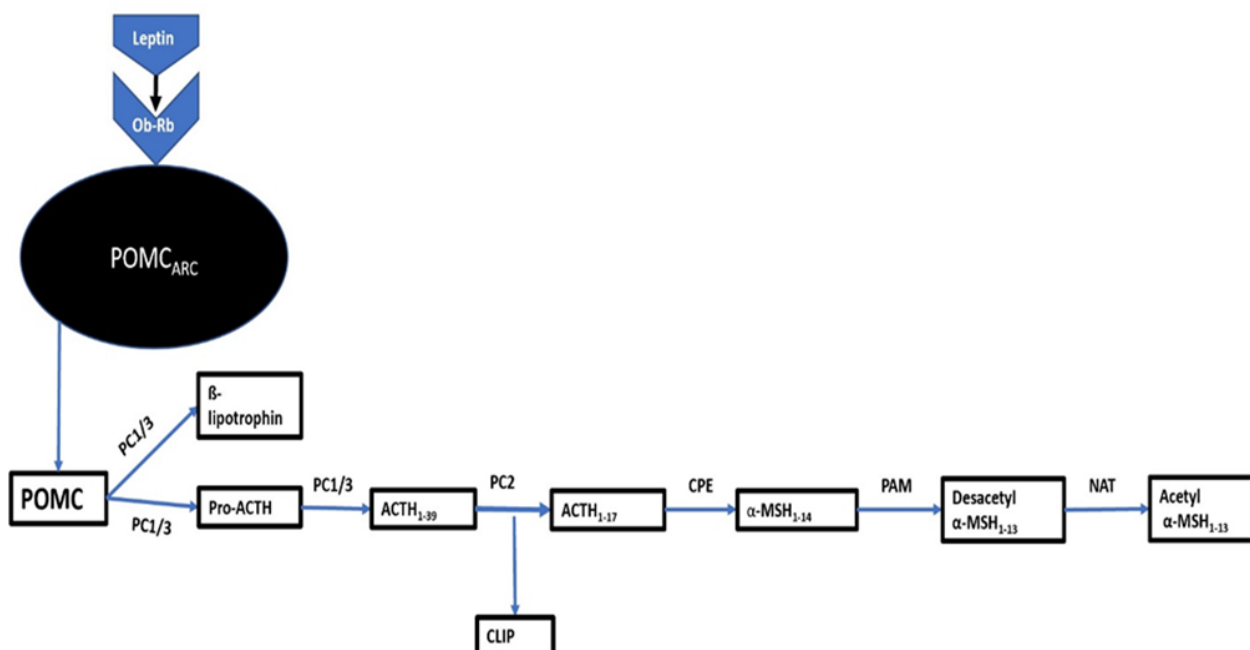 Leptin
Ob-Rb
POMCARC
ß-
lipotrophin
PC1/3
POMC
PC1/3
Pro-ACTH
PC1/3
ACTH1-39
PC2
ACTH1-17
CPE
α-MSH1-14
PAM
Desacetyl
α-MSH1-13
NAT
Acetyl
α-MSH1-13
CLIP